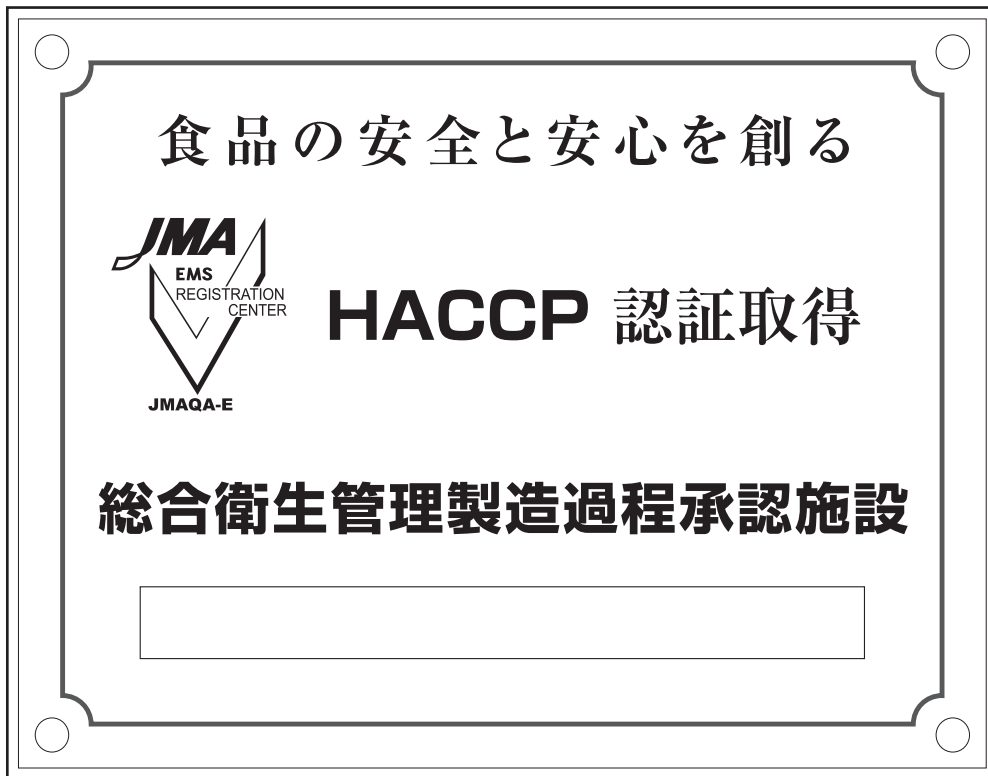 食品の安全と安心を創る
JMA
EMS
REGISTRATION
CENTER
JMAQA-E
HACCP 認証取得
総合衛生管理製造過程承認施設